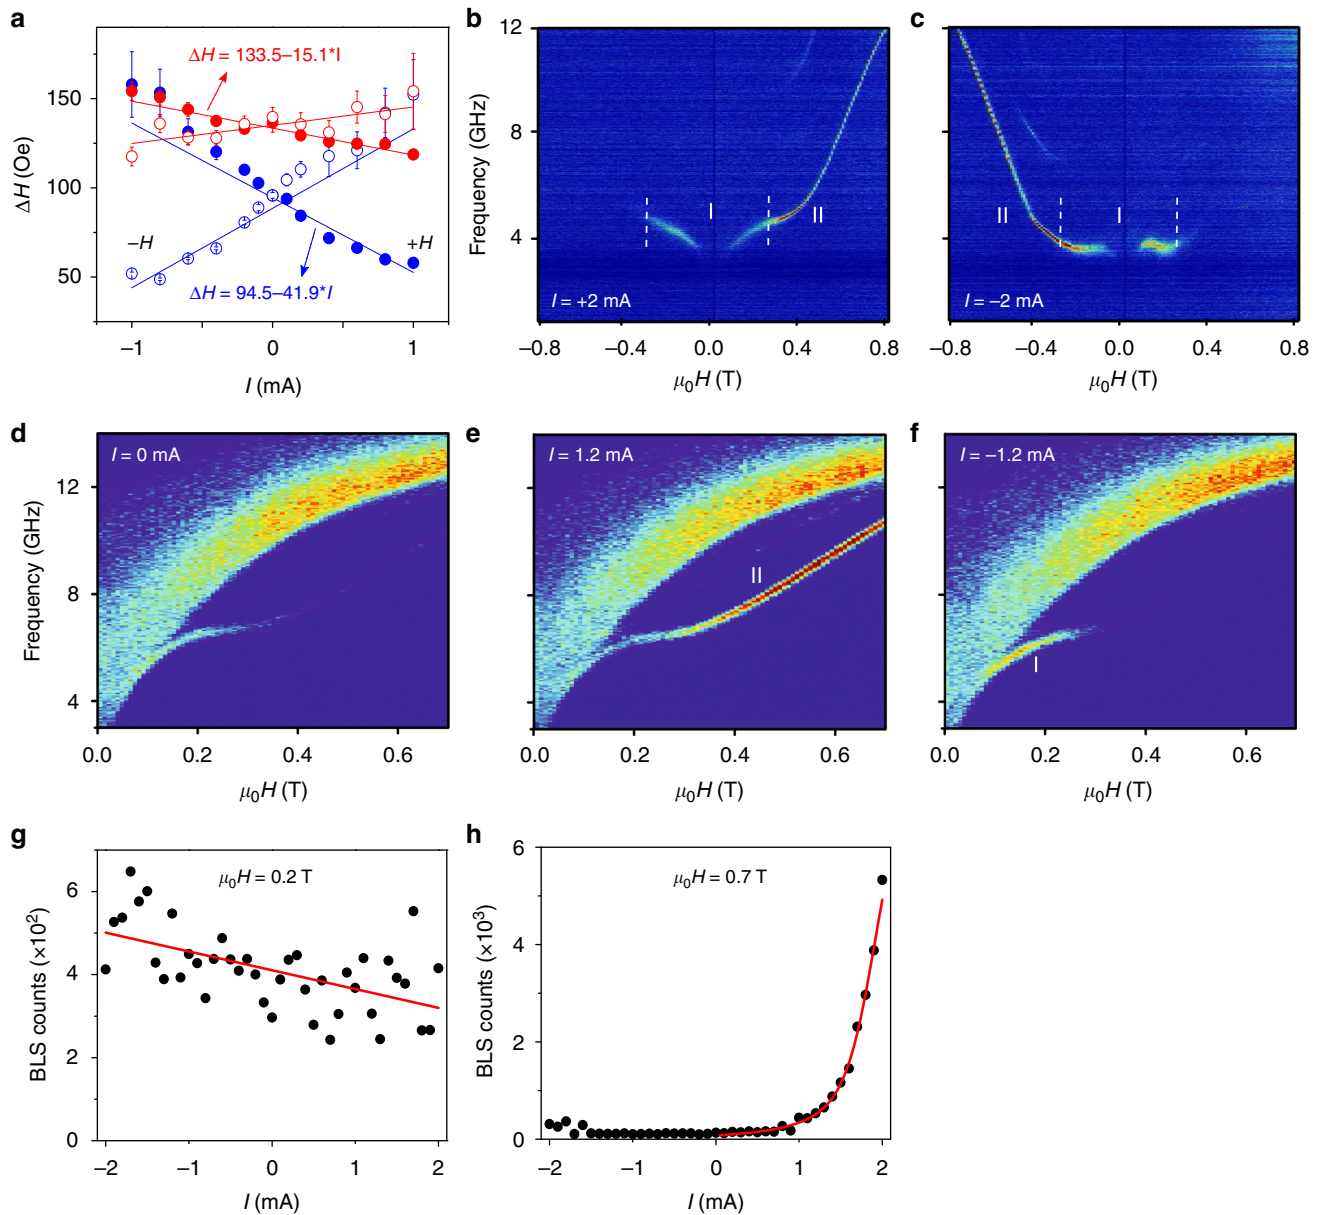 a
ΔH = 133.5–15.1*I
150
100
50
ΔH (Oe)
–H
+H
ΔH = 94.5–41.9*I
–1
0
1
I (mA)
b
12
8
4
Frequency (GHz)
I
II
I = +2 mA
–0.8
–0.4
0.0
0.4
0.8
μ0H (T)
c
II
I
I = –2 mA
–0.8
–0.4
0.0
0.4
0.8
μ0H (T)
d
I = 0 mA
12
8
4
Frequency (GHz)
0.0
0.2
0.4
0.6
μ0H (T)
e
I = 1.2 mA
II
0.0
0.2
0.4
0.6
μ0H (T)
f
I = –1.2 mA
I
0.0
0.2
0.4
0.6
μ0H (T)
g
μ0H = 0.2 T
6
4
2
0
BLS counts (×10²)
–2
–1
0
1
2
I (mA)
h
μ0H = 0.7 T
6
4
2
0
BLS counts (×10³)
–2
–1
0
1
2
I (mA)